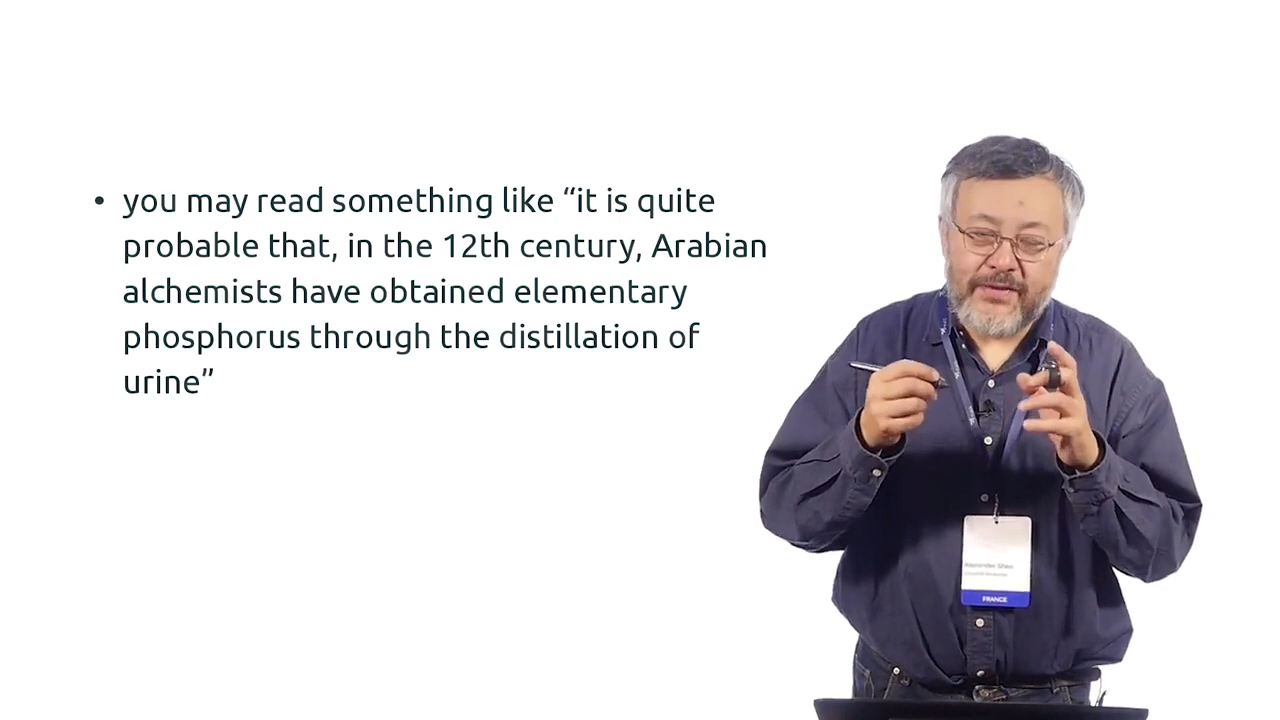 • you may read something like “it is quite
probable that, in the 12th century, Arabian
alchemists have obtained elementary
phosphorus through the distillation of
urine”
Alexander
FRANCE